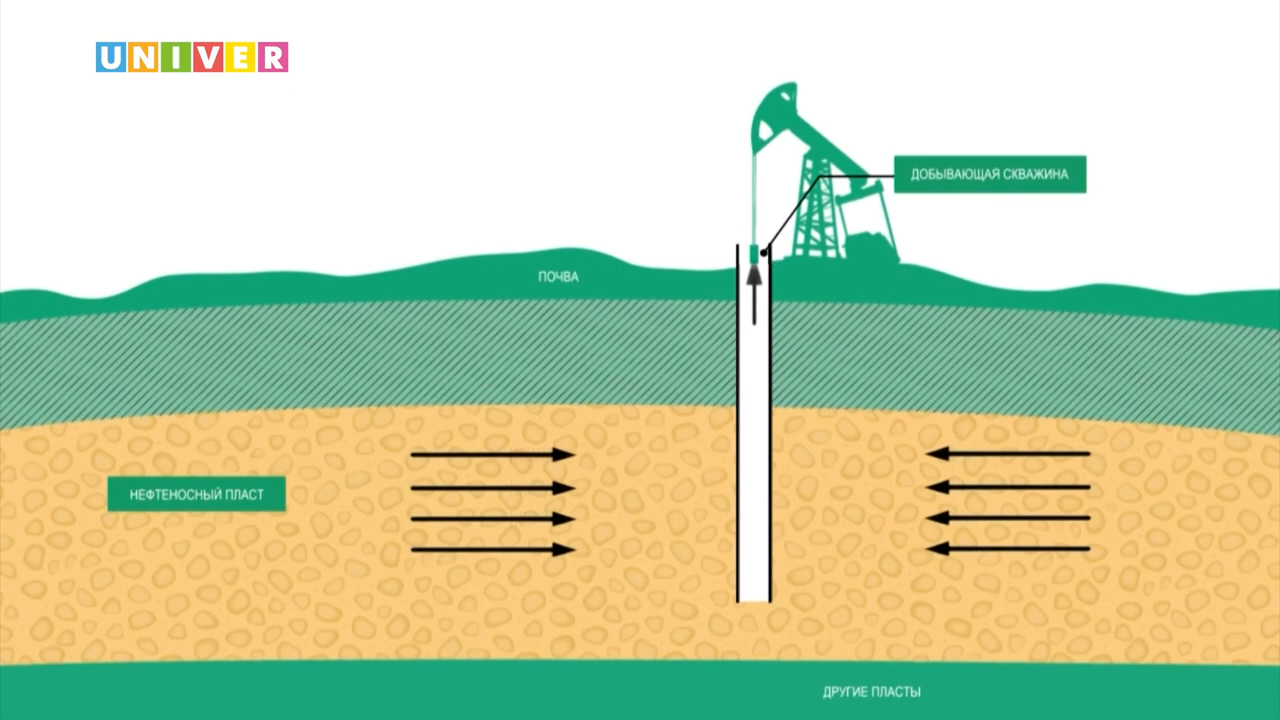 UNIVER
ДОБЫВАЮЩАЯ СКВАЖИНА
ПОЧВА
НЕФТЕНОСНЫЙ ПЛАСТ
ДРУГИЕ ПЛАСТЫ